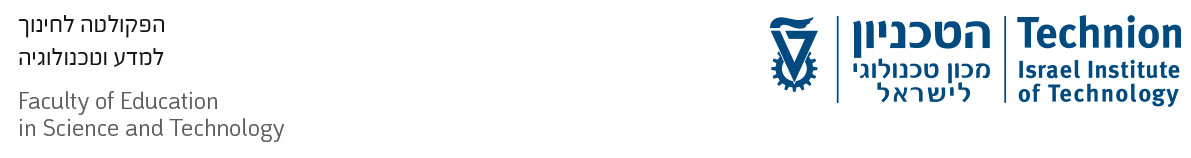 הפקולטה לחינוך
למדע וטכנולוגיה
Faculty of Education
in Science and Technology
הטכניון
מכון טכנולוגי
לישראל
Technion
Israel Institute
of Technology